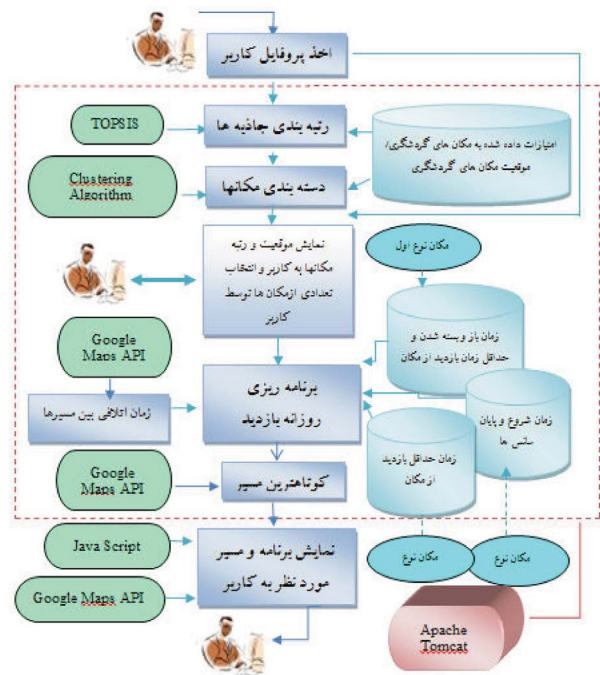 اخذ پروفایل کاربر
TOPSIS
رتبه بندی جاذبه ها
امتیازات داده شده به مکان های گردشگری/
موقعیت مکان های گردشگری
Clustering
Algorithm
دسته بندی مکانها
نمایش موقعیت و رتبه
مکانها به کاربر و انتخاب
تعدادی ازمکان ها توسط
کاربر
مکان نوع اول
زمان باز و بسته شدن و
حداقل زمان بازدید از مکان
Google
Maps API
زمان اتلافی بین مسیرها
برنامه ریزی
روزانه بازدید
زمان شروع و پایان
سانس ها
زمان حداقل بازدید
از مکان
Google
Maps API
کوتاهترین مسیر
Java Script
نمایش برنامه و مسیر
مورد نظر به کاربر
مکان نوع
مکان نوع
Google Maps API
Apache
Tomcat